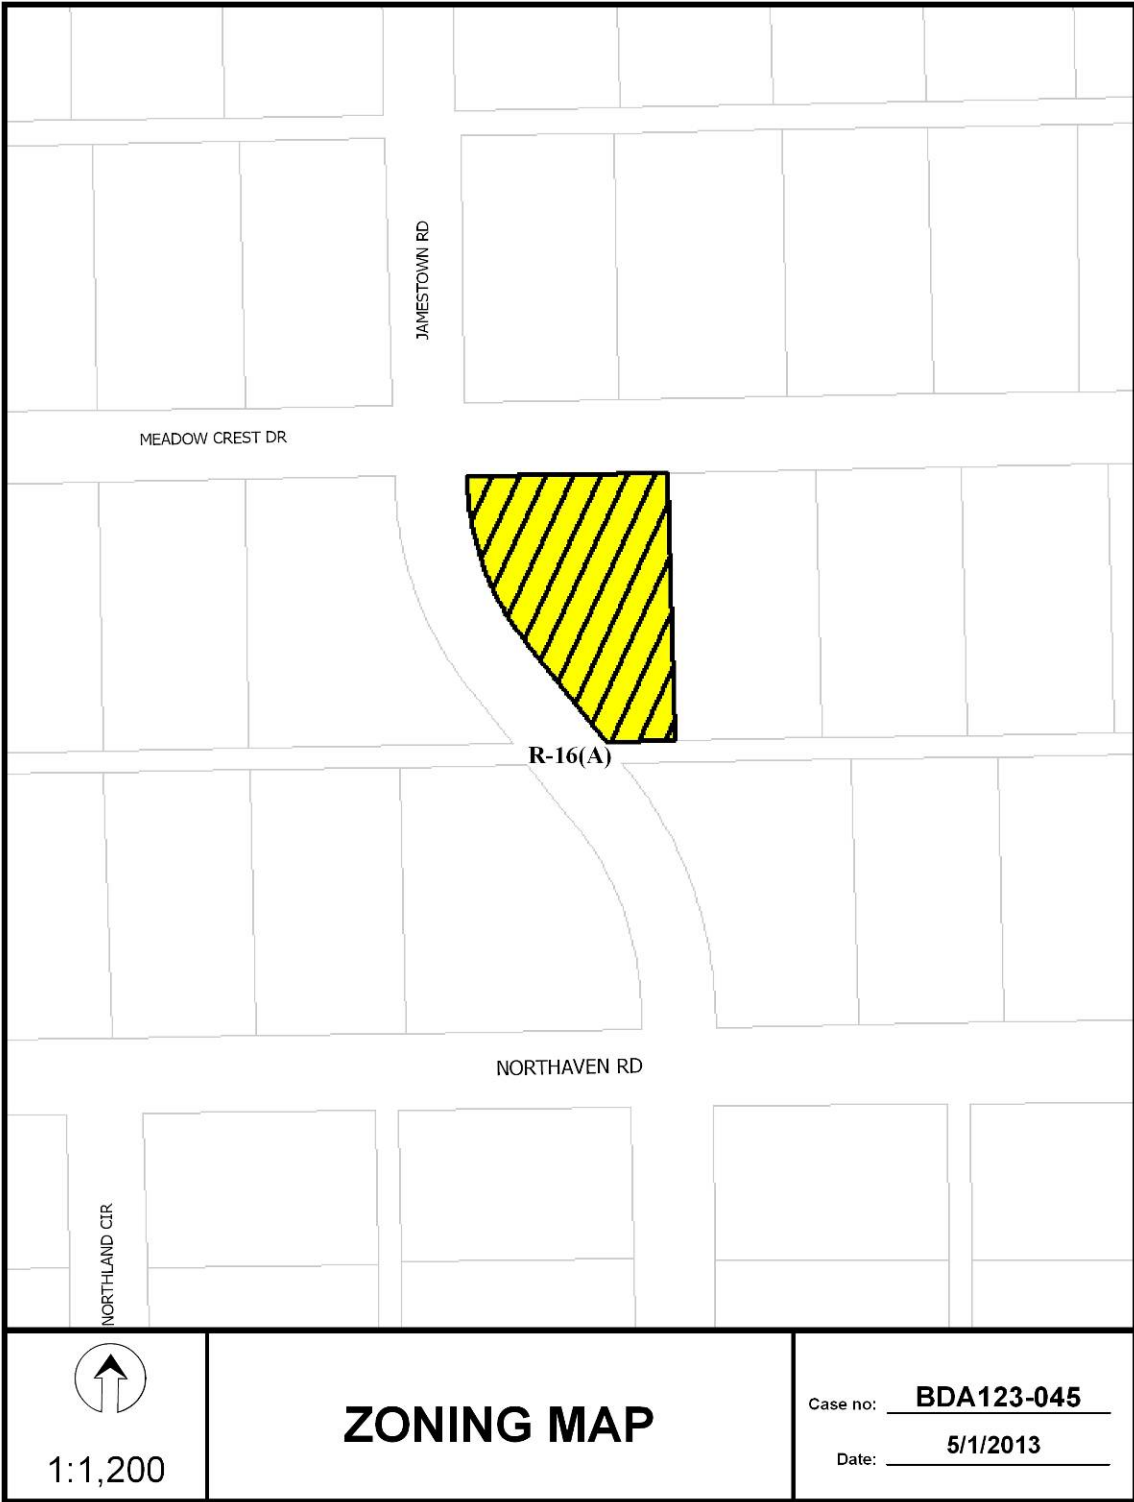 JAMESTOWN RD
MEADOW CREST DR
R-16(A)
NORTHAVEN RD
NORTHLAND CIR
1:1,200
ZONING MAP
Case no: BDA123-045
Date: 5/1/2013